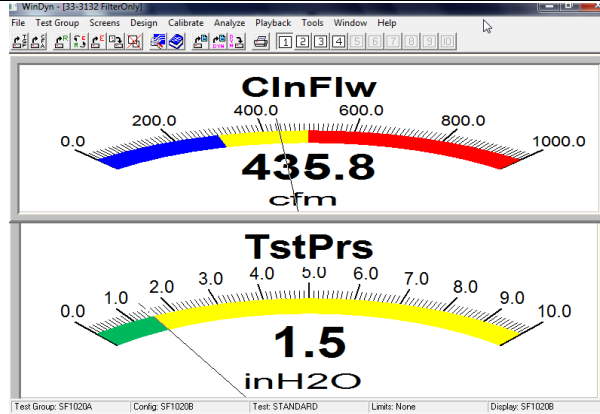 WinDyn - [33-3132 FilterOnly]
File Test Group Screens Design Calibrate Analyze Playback Tools Window Help
1 2 3 4 5 6 7 8 9 10
ClnFlw
0.0 200.0 400.0 600.0 800.0 1000.0
435.8
cfm
TstPrs
0.0 1.0 2.0 3.0 4.0 5.0 6.0 7.0 8.0 9.0 10.0
1.5
inH2O
Test Group: SF1020A Config: SF1020B Test: STANDARD Limits: None Display: SF1020B